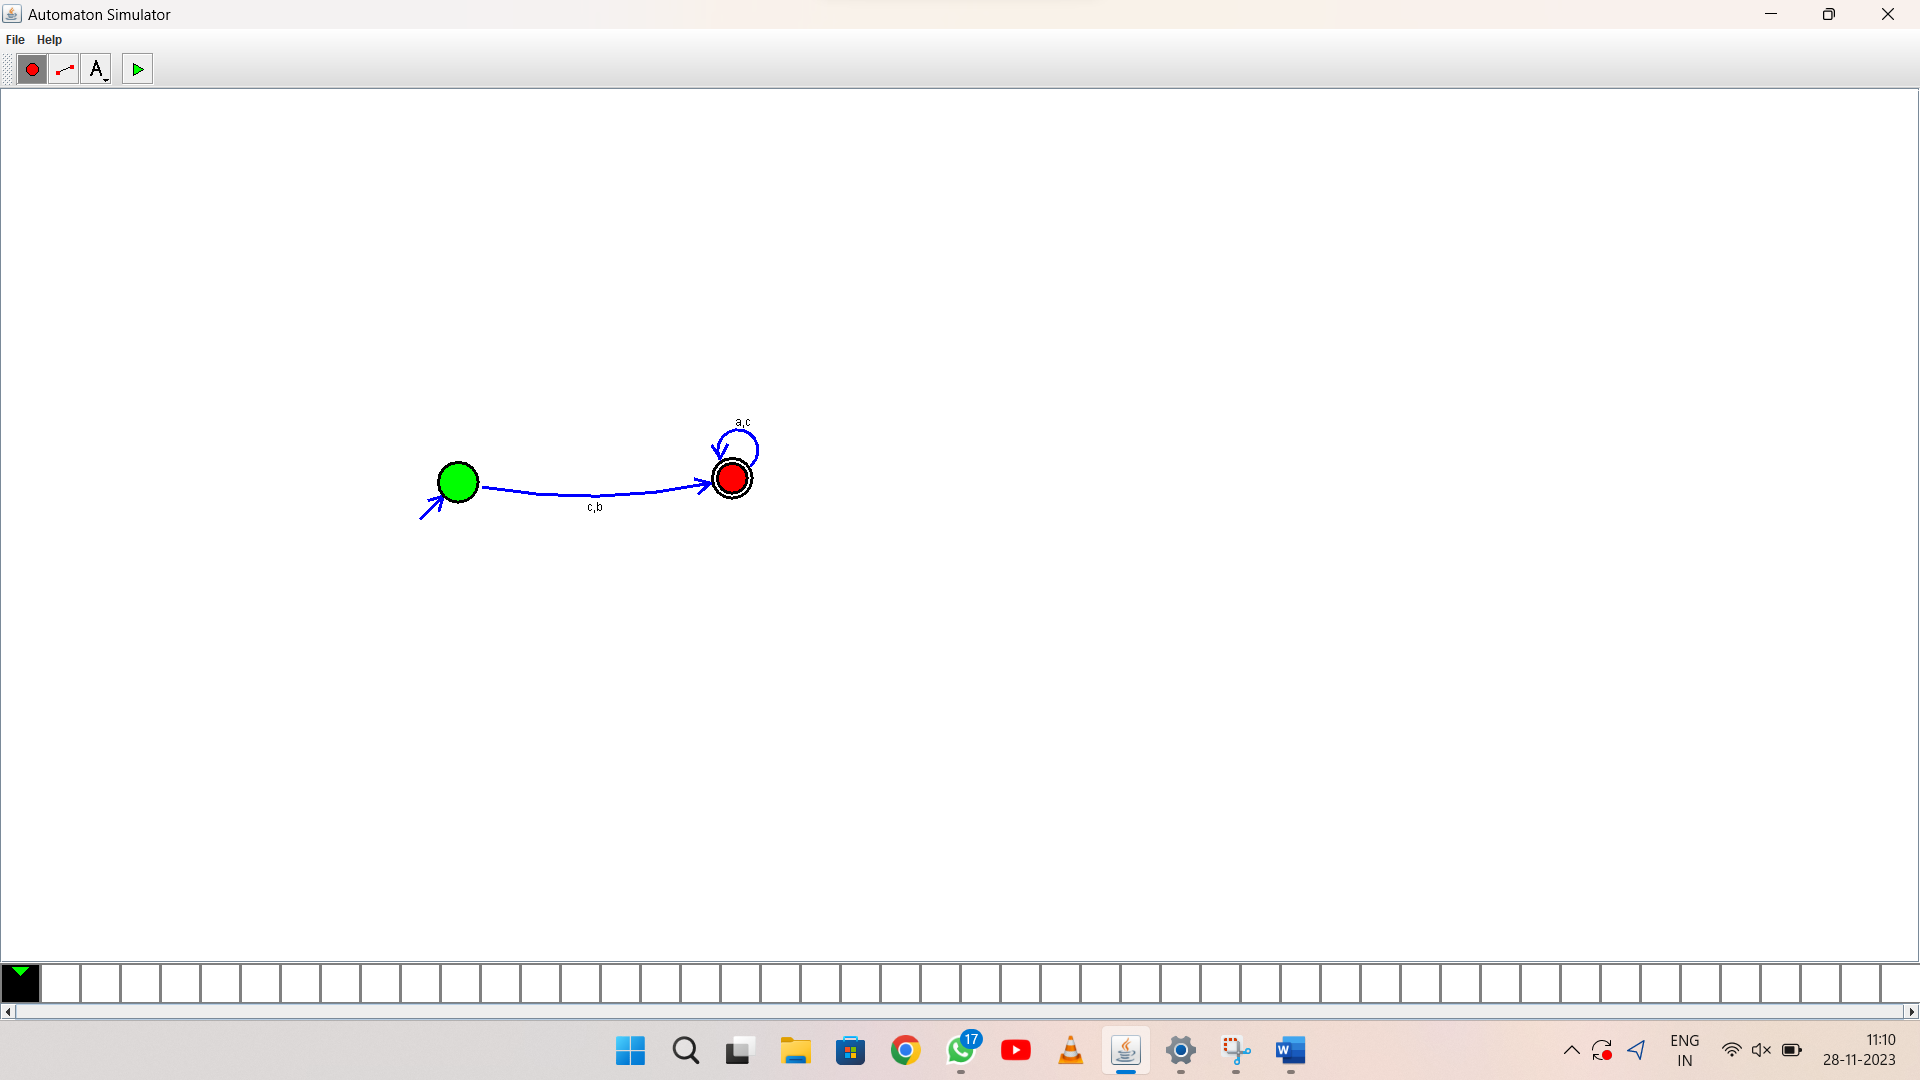 Automaton Simulator
File Help
A
a,c
c,b
17
W
ENG
IN
11:10
28-11-2023